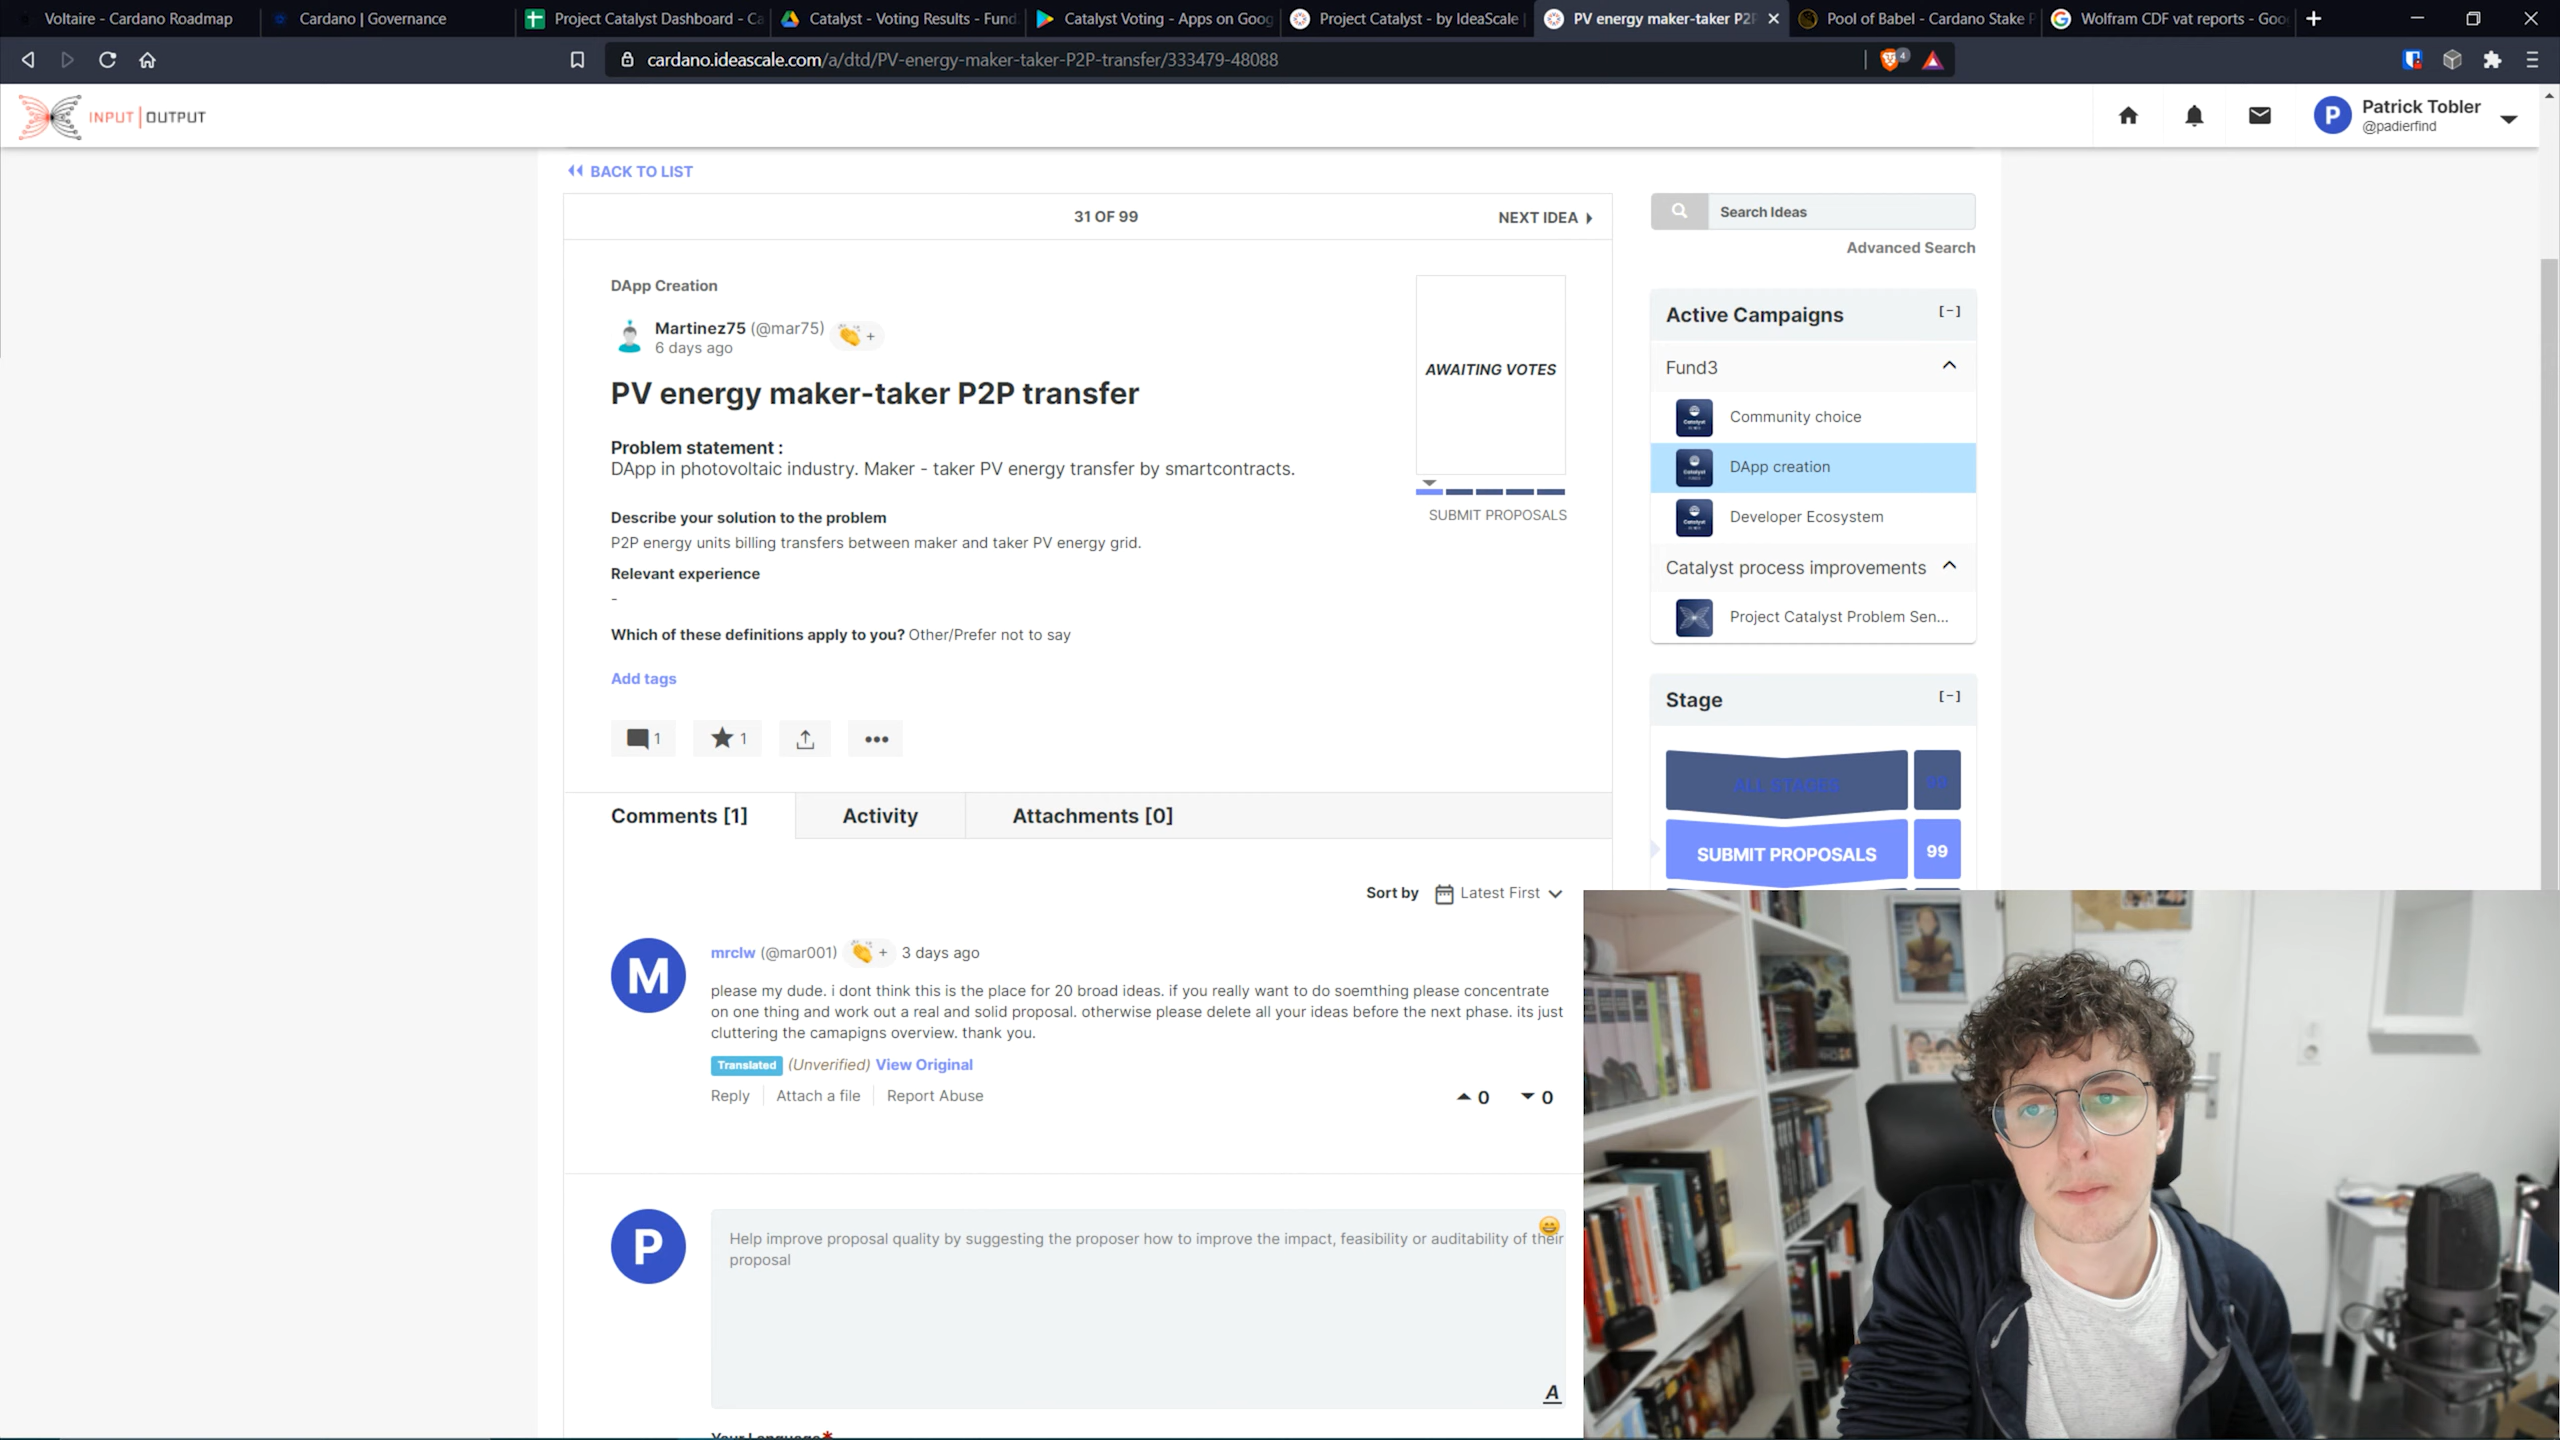 Voltaire - Cardano Roadmap
Cardano | Governance
Project Catalyst Dashboard - Ca
Catalyst - Voting Results - Fund
Catalyst Voting - Apps on Goog
Project Catalyst - by IdeaScale
PV energy maker-taker P2P
Pool of Babel - Cardano Stake P
Wolfram CDF vat reports - Goo
cardano.ideascale.com/a/dtd/PV-energy-maker-taker-P2P-transfer/333479-48088
4
INPUT | OUTPUT
P
Patrick Tobler
@padierfind
BACK TO LIST
31 OF 99
NEXT IDEA
DApp Creation
Martinez75 (@mar75)
+
6 days ago
PV energy maker-taker P2P transfer
AWAITING VOTES
SUBMIT PROPOSALS
Problem statement :
DApp in photovoltaic industry. Maker - taker PV energy transfer by smartcontracts.
Describe your solution to the problem
P2P energy units billing transfers between maker and taker PV energy grid.
Relevant experience
-
Which of these definitions apply to you? Other/Prefer not to say
Add tags
1
1
Comments [1]
Activity
Attachments [0]
Sort by
Latest First
M
mrclw (@mar001)
+
3 days ago
please my dude. i dont think this is the place for 20 broad ideas. if you really want to do soemthing please concentrate
on one thing and work out a real and solid proposal. otherwise please delete all your ideas before the next phase. its just
cluttering the camapigns overview. thank you.
Translated (Unverified) View Original
Reply
Attach a file
Report Abuse
0
0
P
Help improve proposal quality by suggesting the proposer how to improve the impact, feasibility or auditability of their
proposal
A
Your Language*
Search Ideas
Advanced Search
Active Campaigns
[-]
Fund3
Community choice
DApp creation
Developer Ecosystem
Catalyst process improvements
Project Catalyst Problem Sen...
Stage
[-]
ALL STAGES
99
SUBMIT PROPOSALS
99